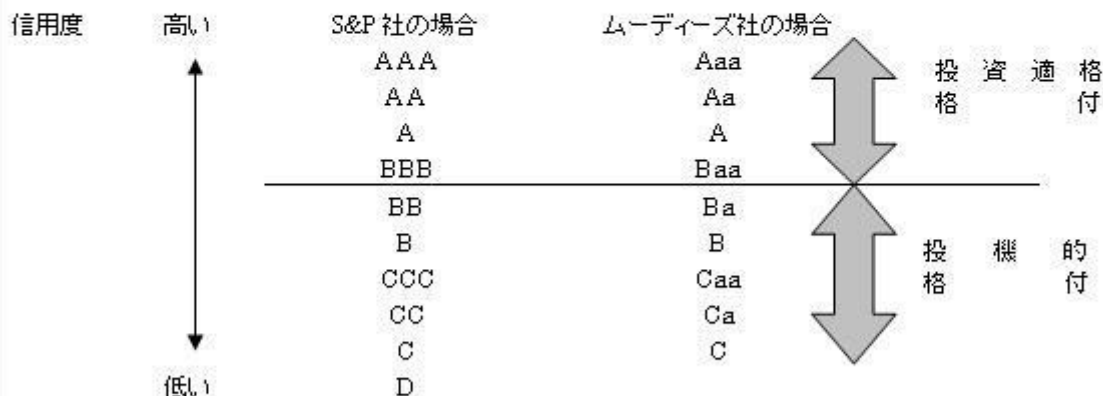 信用度 高い S&P 社の場合 ムーディーズ社の場合
AAA Aaa
投資適格
AA Aa
格付
A A
BBB Baa
BB Ba
B B
投機的
CCC Caa
格付
CC Ca
C C
低い D